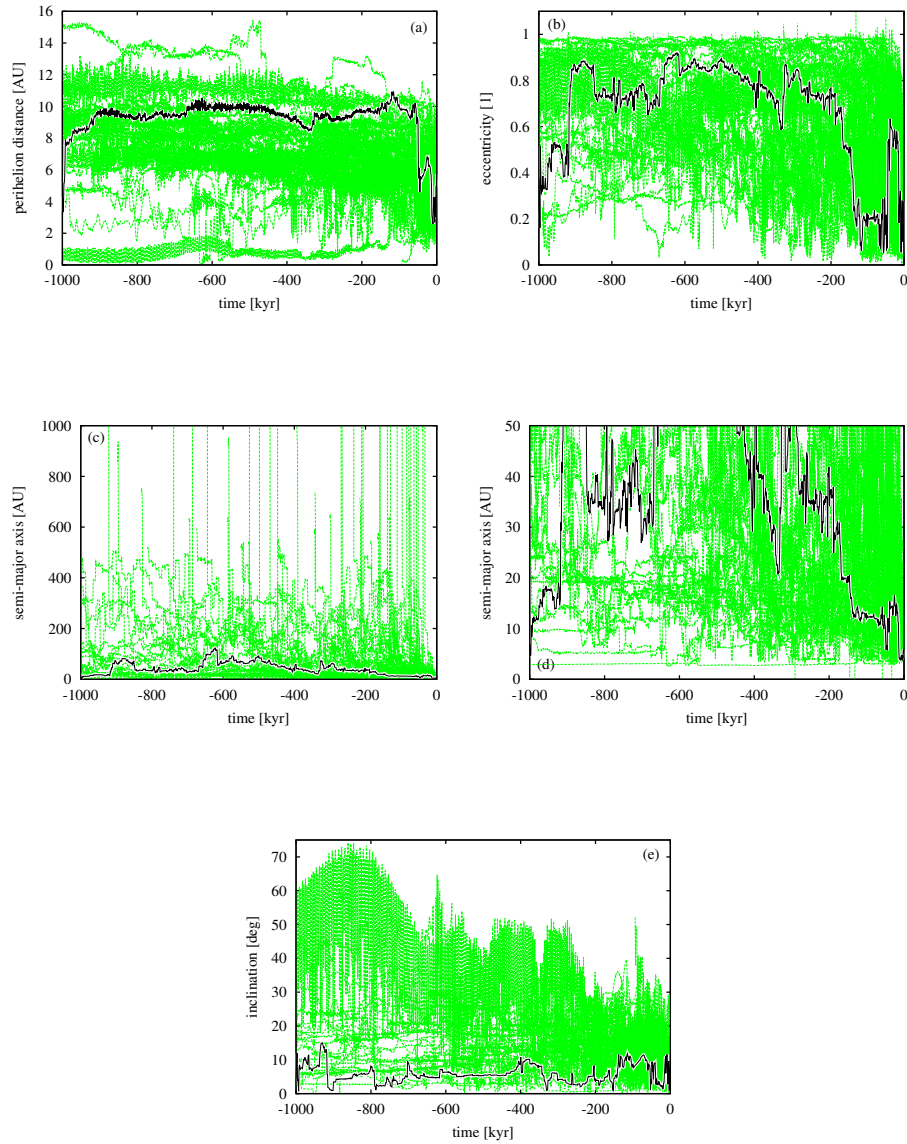 (a)
perihelion distance [AU]
16
14
12
10
8
6
4
2
0
-1000 -800 -600 -400 -200 0
time [kyr]
(b)
eccentricity [1]
1
0.8
0.6
0.4
0.2
0
-1000 -800 -600 -400 -200 0
time [kyr]
(c)
semi-major axis [AU]
1000
800
600
400
200
0
-1000 -800 -600 -400 -200 0
time [kyr]
semi-major axis [AU]
50
40
30
20
10
0
(d)
-1000 -800 -600 -400 -200 0
time [kyr]
(e)
inclination [deg]
70
60
50
40
30
20
10
0
-1000 -800 -600 -400 -200 0
time [kyr]